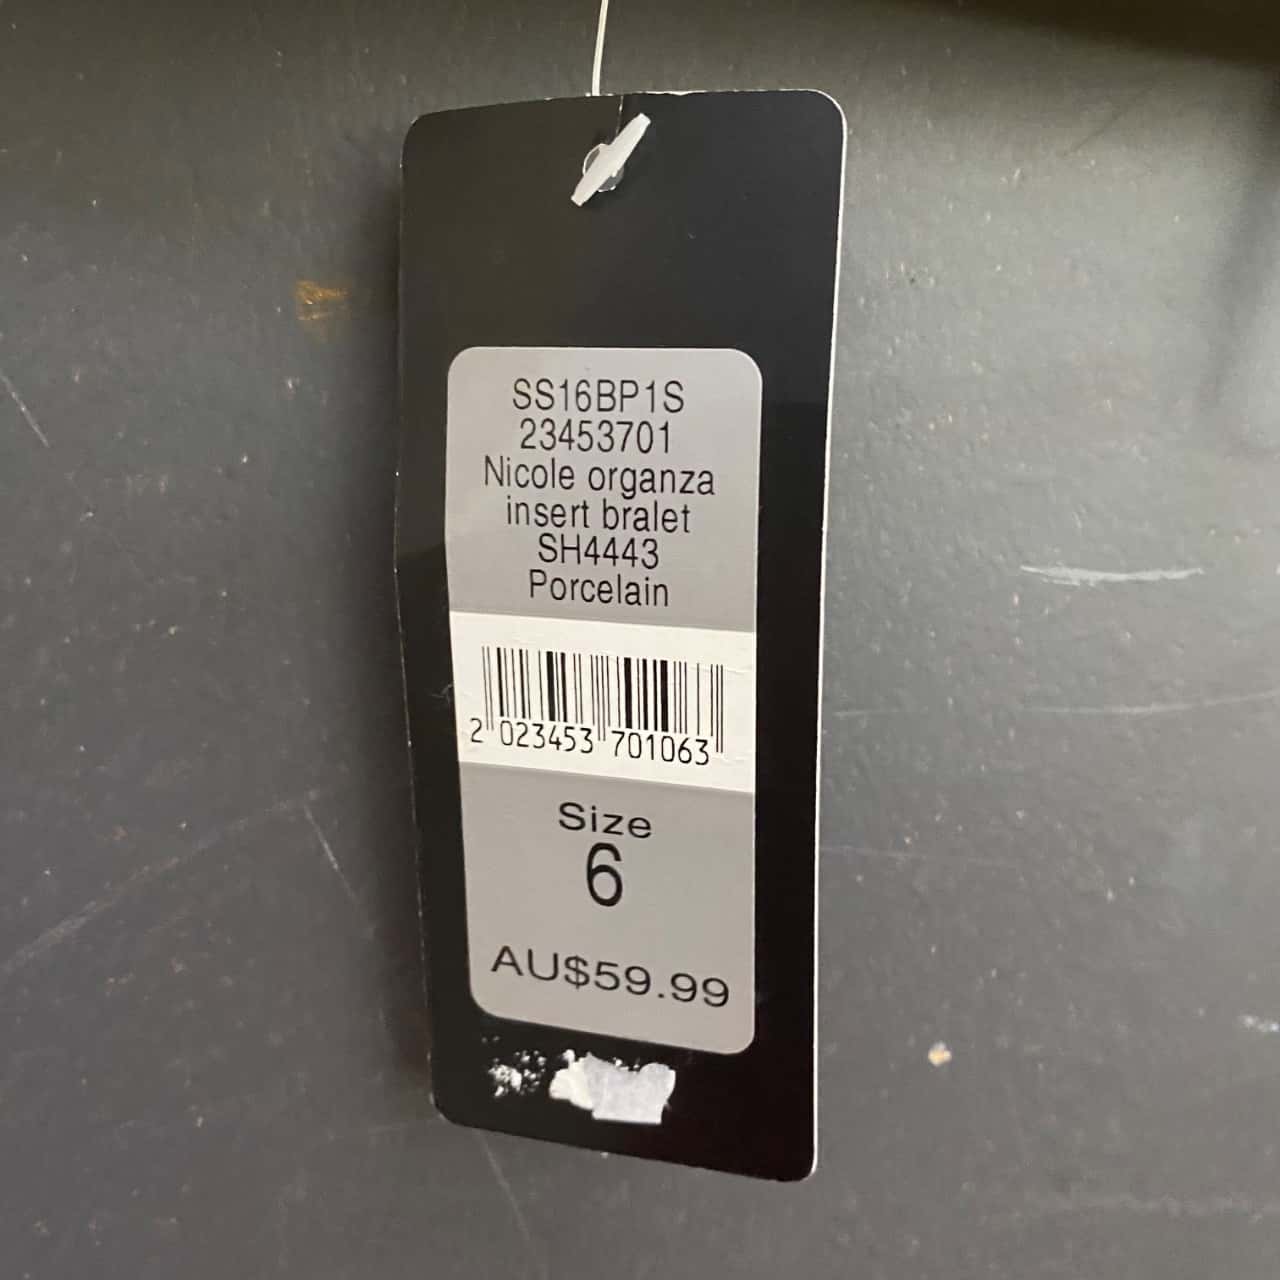 SS16BP1S
23453701
Nicole organza
insert bralet
SH4443
Porcelain
2 023453 701063
Size
6
AU$59.99